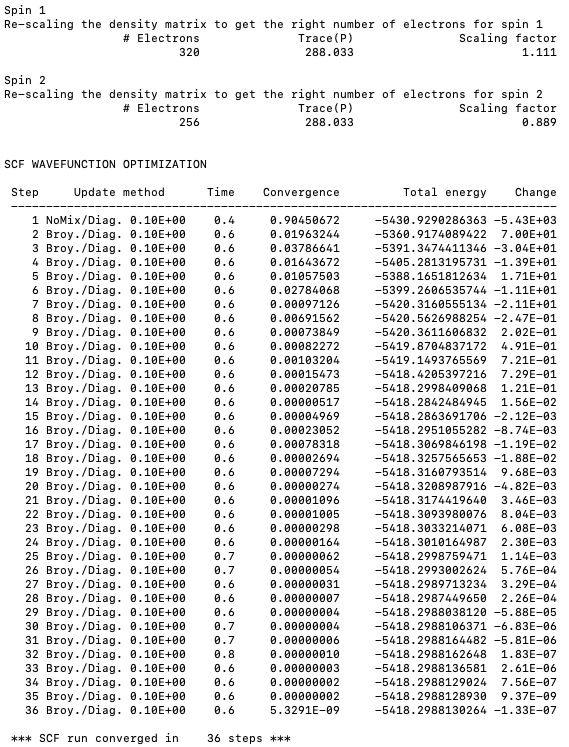 Spin 1
Re-scaling the density matrix to get the right number of electrons for spin 1
# Electrons Trace(P) Scaling factor
320 288.033 1.111
Spin 2
Re-scaling the density matrix to get the right number of electrons for spin 2
# Electrons Trace(P) Scaling factor
256 288.033 0.889
SCF WAVEFUNCTION OPTIMIZATION
Step Update method Time Convergence Total energy Change
------------------------------------------------------------------------------
1 NoMix/Diag. 0.10E+00 0.4 0.90450672 -5430.9290286363 -5.43E+03
2 Broy./Diag. 0.10E+00 0.6 0.01963244 -5360.9174089422 7.00E+01
3 Broy./Diag. 0.10E+00 0.6 0.03786641 -5391.3474411346 -3.04E+01
4 Broy./Diag. 0.10E+00 0.6 0.01643672 -5405.2813195731 -1.39E+01
5 Broy./Diag. 0.10E+00 0.6 0.01057503 -5388.1651812634 1.71E+01
6 Broy./Diag. 0.10E+00 0.6 0.02784068 -5399.2606535744 -1.11E+01
7 Broy./Diag. 0.10E+00 0.6 0.00097126 -5420.3160555134 -2.11E+01
8 Broy./Diag. 0.10E+00 0.6 0.00691562 -5420.5626988254 -2.47E-01
9 Broy./Diag. 0.10E+00 0.6 0.00073849 -5420.3611606832 2.02E-01
10 Broy./Diag. 0.10E+00 0.6 0.00082272 -5419.8704837172 4.91E-01
11 Broy./Diag. 0.10E+00 0.6 0.00103204 -5419.1493765569 7.21E-01
12 Broy./Diag. 0.10E+00 0.6 0.00015473 -5418.4205397216 7.29E-01
13 Broy./Diag. 0.10E+00 0.6 0.00020785 -5418.2998409068 1.21E-01
14 Broy./Diag. 0.10E+00 0.6 0.00000517 -5418.2842484945 1.56E-02
15 Broy./Diag. 0.10E+00 0.6 0.00004969 -5418.2863691706 -2.12E-03
16 Broy./Diag. 0.10E+00 0.6 0.00023052 -5418.2951055282 -8.74E-03
17 Broy./Diag. 0.10E+00 0.6 0.00078318 -5418.3069846198 -1.19E-02
18 Broy./Diag. 0.10E+00 0.6 0.00002694 -5418.3257565653 -1.88E-02
19 Broy./Diag. 0.10E+00 0.6 0.00007294 -5418.3160793514 9.68E-03
20 Broy./Diag. 0.10E+00 0.6 0.00000274 -5418.3208987916 -4.82E-03
21 Broy./Diag. 0.10E+00 0.6 0.00001096 -5418.3174419640 3.46E-03
22 Broy./Diag. 0.10E+00 0.6 0.00001005 -5418.3093980076 8.04E-03
23 Broy./Diag. 0.10E+00 0.6 0.00000298 -5418.3033214071 6.08E-03
24 Broy./Diag. 0.10E+00 0.6 0.00000164 -5418.3010164987 2.30E-03
25 Broy./Diag. 0.10E+00 0.7 0.00000062 -5418.2998759471 1.14E-03
26 Broy./Diag. 0.10E+00 0.7 0.00000054 -5418.2993002624 5.76E-04
27 Broy./Diag. 0.10E+00 0.6 0.00000031 -5418.2989713234 3.29E-04
28 Broy./Diag. 0.10E+00 0.6 0.00000007 -5418.2987449650 2.26E-04
29 Broy./Diag. 0.10E+00 0.6 0.00000004 -5418.2988038120 -5.88E-05
30 Broy./Diag. 0.10E+00 0.7 0.00000004 -5418.2988106371 -6.83E-06
31 Broy./Diag. 0.10E+00 0.7 0.00000006 -5418.2988164482 -5.81E-06
32 Broy./Diag. 0.10E+00 0.8 0.00000010 -5418.2988162648 1.83E-07
33 Broy./Diag. 0.10E+00 0.6 0.00000003 -5418.2988136581 2.61E-06
34 Broy./Diag. 0.10E+00 0.6 0.00000002 -5418.2988129024 7.56E-07
35 Broy./Diag. 0.10E+00 0.6 0.00000002 -5418.2988128930 9.37E-09
36 Broy./Diag. 0.10E+00 0.6 5.3291E-09 -5418.2988130264 -1.33E-07
*** SCF run converged in 36 steps ***